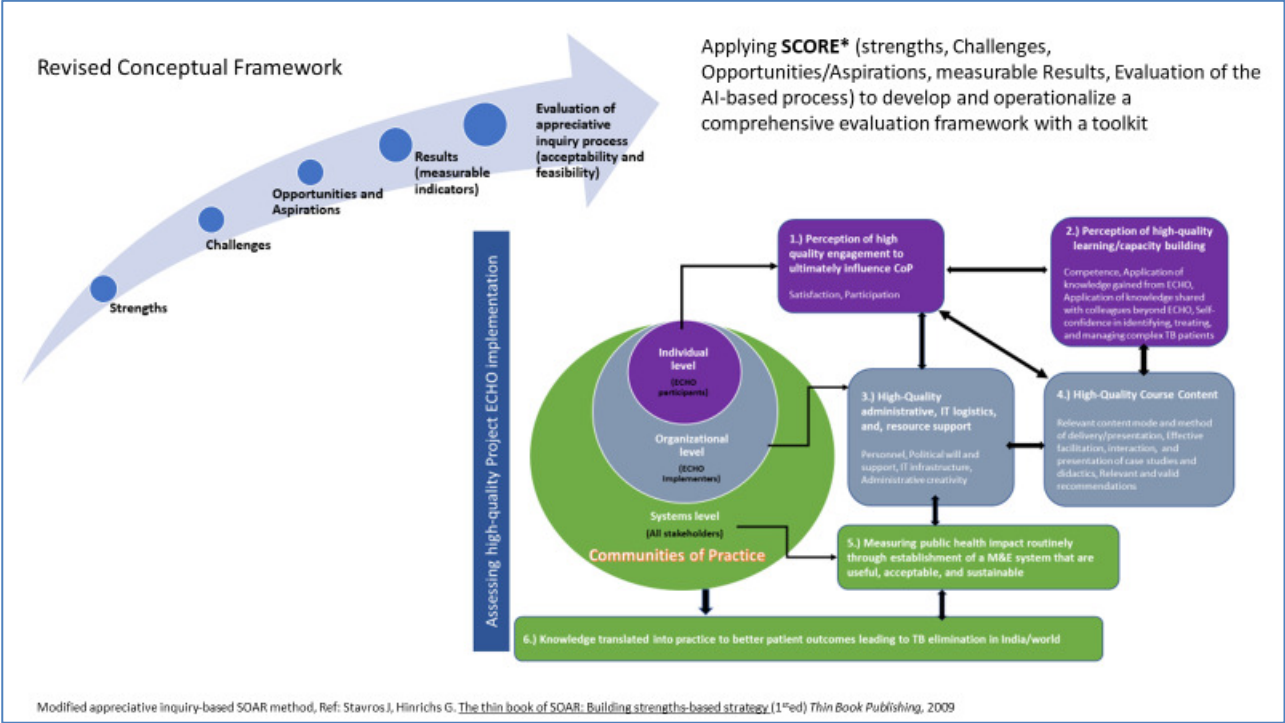 Revised Conceptual Framework
Applying SCORE* (strengths, Challenges,
Opportunities/Aspirations, measurable Results, Evaluation of the
AI-based process) to develop and operationalize a
comprehensive evaluation framework with a toolkit
Evaluation of
appreciative
inquiry process
(acceptability and
feasibility)
Results
(measurable
indicators)
Opportunities and
Aspirations
Challenges
Strengths
Assessing high-quality Project ECHO implementation
1.) Perception of high
quality engagement to
ultimately influence CoP
Satisfaction, Participation
2.) Perception of high-quality
learning/capacity building
Competence, Application of
knowledge gained from ECHO,
Application of knowledge shared
with colleagues beyond ECHO, Self-
confidence in identifying, treating,
and managing complex TB patients
Individual
level
(ECHO
participants)
Organizational
level
(ECHO
Implementers)
Systems level
(All stakeholders)
Communities of Practice
3.) High-Quality
administrative, IT logistics,
and, resource support
Personnel, Political will and
support, IT infrastructure,
Administrative creativity
4.) High-Quality Course Content
Relevant content mode and method
of delivery/presentation, Effective
facilitation, interaction, and
presentation of case studies and
didactics, Relevant and valid
recommendations
5.) Measuring public health impact routinely
through establishment of a M&E system that are
useful, acceptable, and sustainable
6.) Knowledge translated into practice to better patient outcomes leading to TB elimination in India/world
Modified appreciative inquiry-based SOAR method, Ref: Stavros J, Hinrichs G. The thin book of SOAR: Building strengths-based strategy (1st ed) Thin Book Publishing, 2009